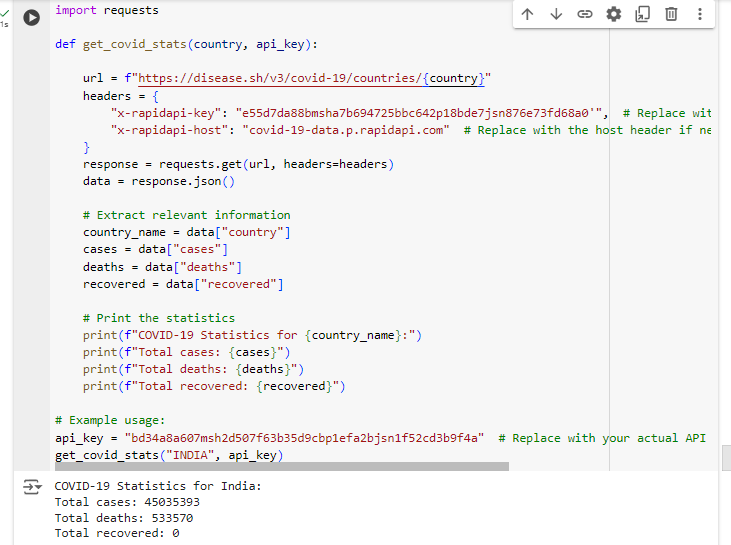 import requests
1s
def get_covid_stats(country, api_key):
url = f"https://disease.sh/v3/covid-19/countries/{country}"
headers = {
"x-rapidapi-key": "e55d7da88bmsha7b694725bbc642p18bde7jsn876e73fd68a0'", # Replace wit
"x-rapidapi-host": "covid-19-data.p.rapidapi.com" # Replace with the host header if ne
}
response = requests.get(url, headers=headers)
data = response.json()
# Extract relevant information
country_name = data["country"]
cases = data["cases"]
deaths = data["deaths"]
recovered = data["recovered"]
# Print the statistics
print(f"COVID-19 Statistics for {country_name}:")
print(f"Total cases: {cases}")
print(f"Total deaths: {deaths}")
print(f"Total recovered: {recovered}")
# Example usage:
api_key = "bd34a8a607msh2d507f63b35d9cbp1efa2bjsn1f52cd3b9f4a" # Replace with your actual API
get_covid_stats("INDIA", api_key)
COVID-19 Statistics for India:
Total cases: 45035393
Total deaths: 533570
Total recovered: 0